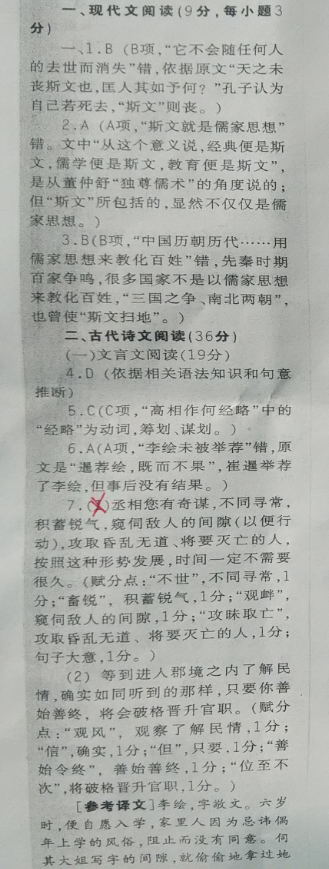 一、现代文阅读(9分,每小题3
分)
一、1.B (B项,“它不会随任何人
的去世而消失”错,依据原文“天之未
丧斯文也,匡人其如予何?”孔子认为
自己若死去,“斯文”则丧。)
2.A (A项,“斯文就是儒家思想”
错。文中“从这个意义说,经典便是斯
文,儒学便是斯文,教育便是斯文”,
是从董仲舒“独尊儒术”的角度说的;
但“斯文”所包括的,显然不仅仅是儒
家思想。)
3.B(B项,“中国历朝历代……用
儒家思想来教化百姓”错,先秦时期
百家争鸣,很多国家不是以儒家思想
来教化百姓,“三国之争、南北两朝”,
也曾使“斯文扫地”。)
二、古代诗文阅读(36分)
(一)文言文阅读(19分)
4.D (依据相关语法知识和句意
推断)
5.C(C项,“高相作何经略”中的
“经略”为动词,筹划、谋划。)
6.A(A项,“李绘未被举荐”错,原
文是“暹荐绘,既而不果”,崔暹举荐
了李绘,但事后没有结果。)
7.(1)丞相您有奇谋,不同寻常,
积蓄锐气,窥伺敌人的间隙(以便行
动),攻取昏乱无道、将要灭亡的人,
按照这种形势发展,时间一定不需要
很久。(赋分点:“不世”,不同寻常,1
分;“畜锐”,积蓄锐气,1分;“观衅”,
窥伺敌人的间隙,1分;“攻昧取亡”,
攻取昏乱无道、将要灭亡的人,1分;
句子大意,1分。)
(2) 等到进人郡境之内了解民
情,确实如同听到的那样,只要你善
始善终,将会破格晋升官职。(赋分
点:“观风”,观察了解民情,1分;
“信”,确实,1分;“但”,只要,1分;“善
始令终”,善始善终,1分;“位至不
次”,将破格晋升官职,1分。)
[参考译文]李绘,字敬文。六岁
时,便自愿入学,家里人因为忌讳偶
年上学的风俗,阻止而没有同意。伺
其大姐写字的间隙,就偷偷地拿过她